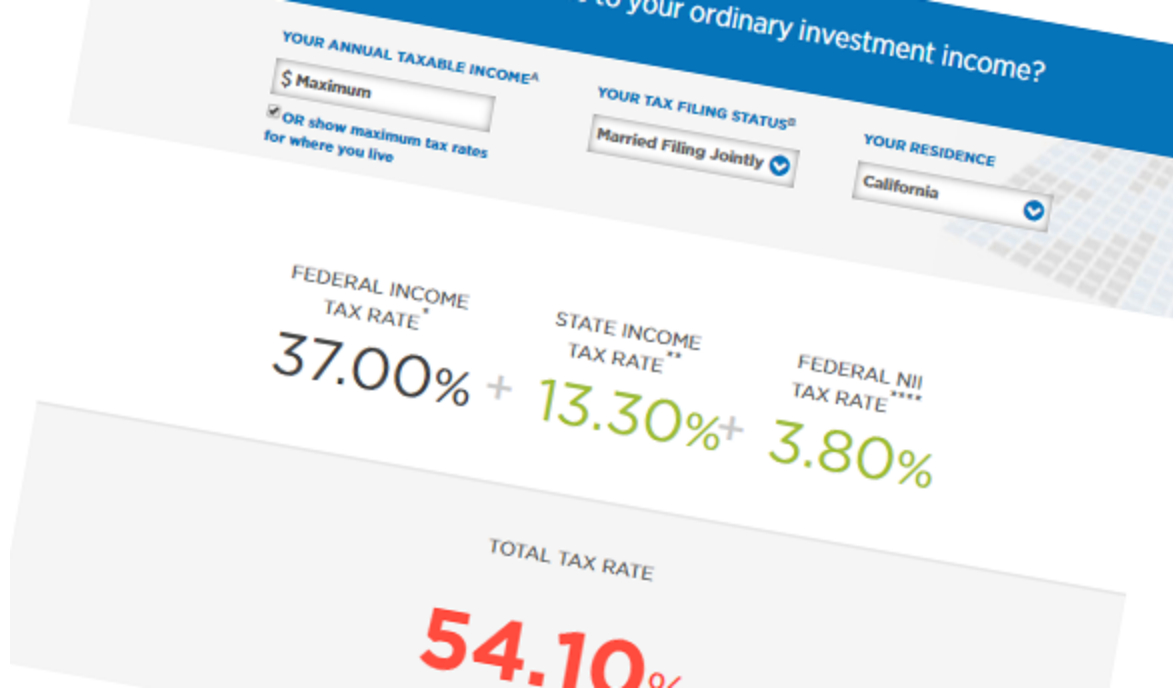 to your ordinary investment income?
YOUR ANNUAL TAXABLE INCOMEᴬ
$ Maximum
OR show maximum tax rates
for where you live
YOUR TAX FILING STATUSᴮ
Married Filing Jointly
YOUR RESIDENCE
California
FEDERAL INCOME
TAX RATE*
37.00%
+
STATE INCOME
TAX RATE**
13.30%
+
FEDERAL NII
TAX RATE****
3.80%
TOTAL TAX RATE
54.10%